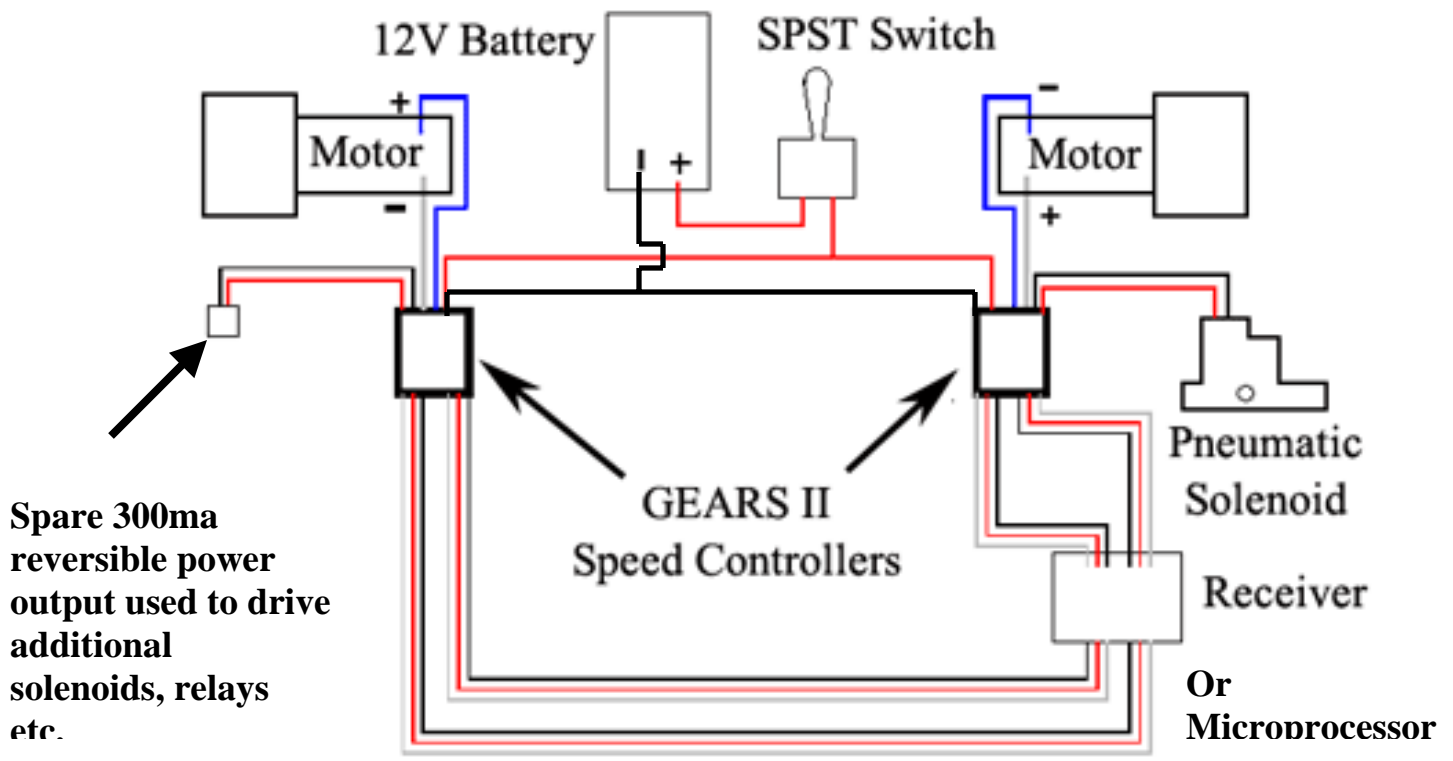 12V Battery
SPST Switch
+
-
Motor
Motor
- +
-
+
Pneumatic
Solenoid
GEARS II
Speed Controllers
Spare 300ma
reversible power
output used to drive
additional
solenoids, relays
etc.
Receiver
Or
Microprocessor